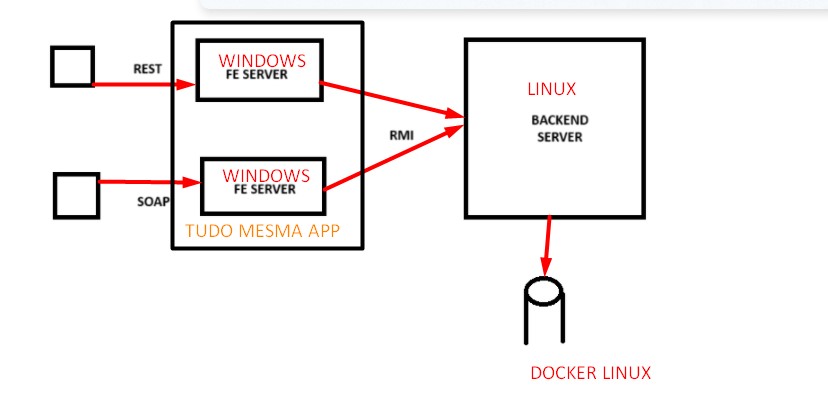 REST
WINDOWS
FE SERVER
SOAP
WINDOWS
FE SERVER
TUDO MESMA APP
RMI
LINUX
BACKEND
SERVER
DOCKER LINUX